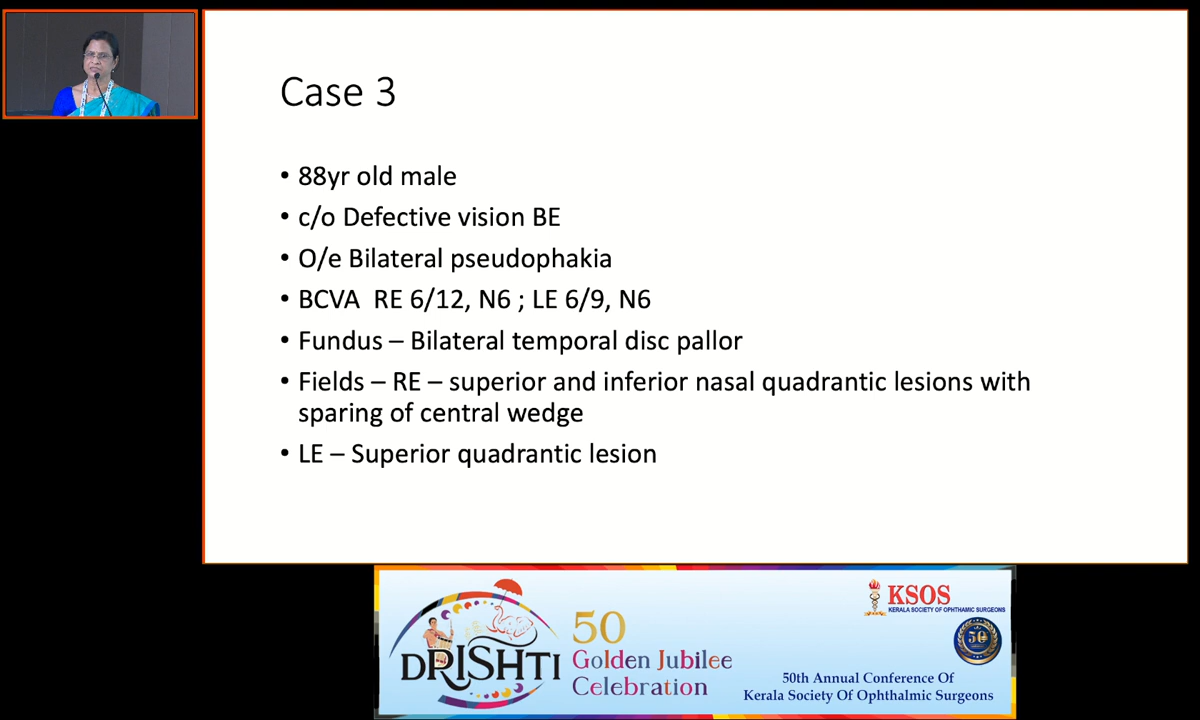 Case 3
• 88yr old male
• c/o Defective vision BE
• O/e Bilateral pseudophakia
• BCVA RE 6/12, N6 ; LE 6/9, N6
• Fundus – Bilateral temporal disc pallor
• Fields – RE – superior and inferior nasal quadrantic lesions with
sparing of central wedge
• LE – Superior quadrantic lesion
DRISHTI
50
Golden Jubilee
Celebration
KSOS
KERALA SOCIETY OF OPHTHAMIC SURGEONS
50
50th Annual Conference Of
Kerala Society Of Ophthalmic Surgeons